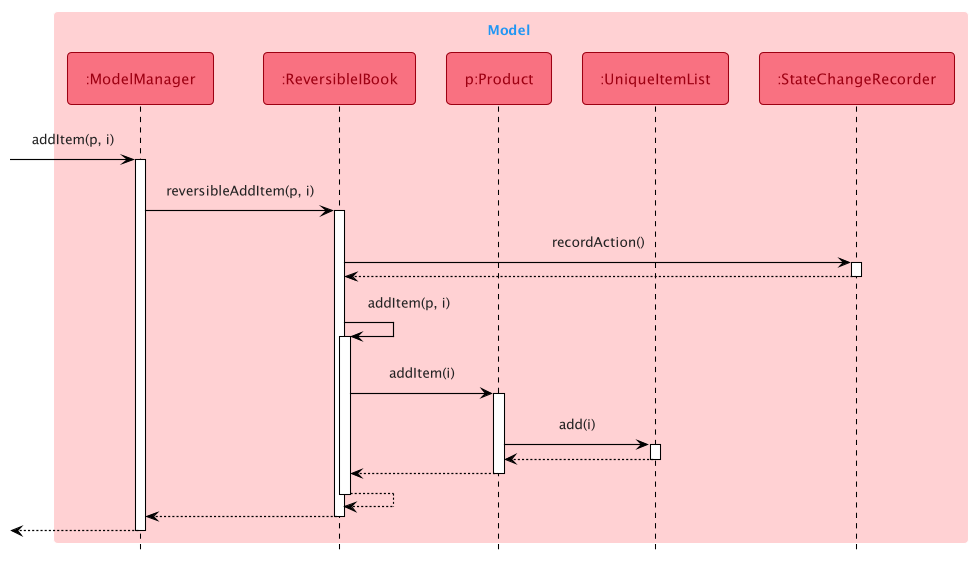 Model
:ModelManager
:ReversibleIBook
p:Product
:UniqueItemList
:StateChangeRecorder
addItem(p, i)
reversibleAddItem(p, i)
recordAction()
addItem(p, i)
addItem(i)
add(i)